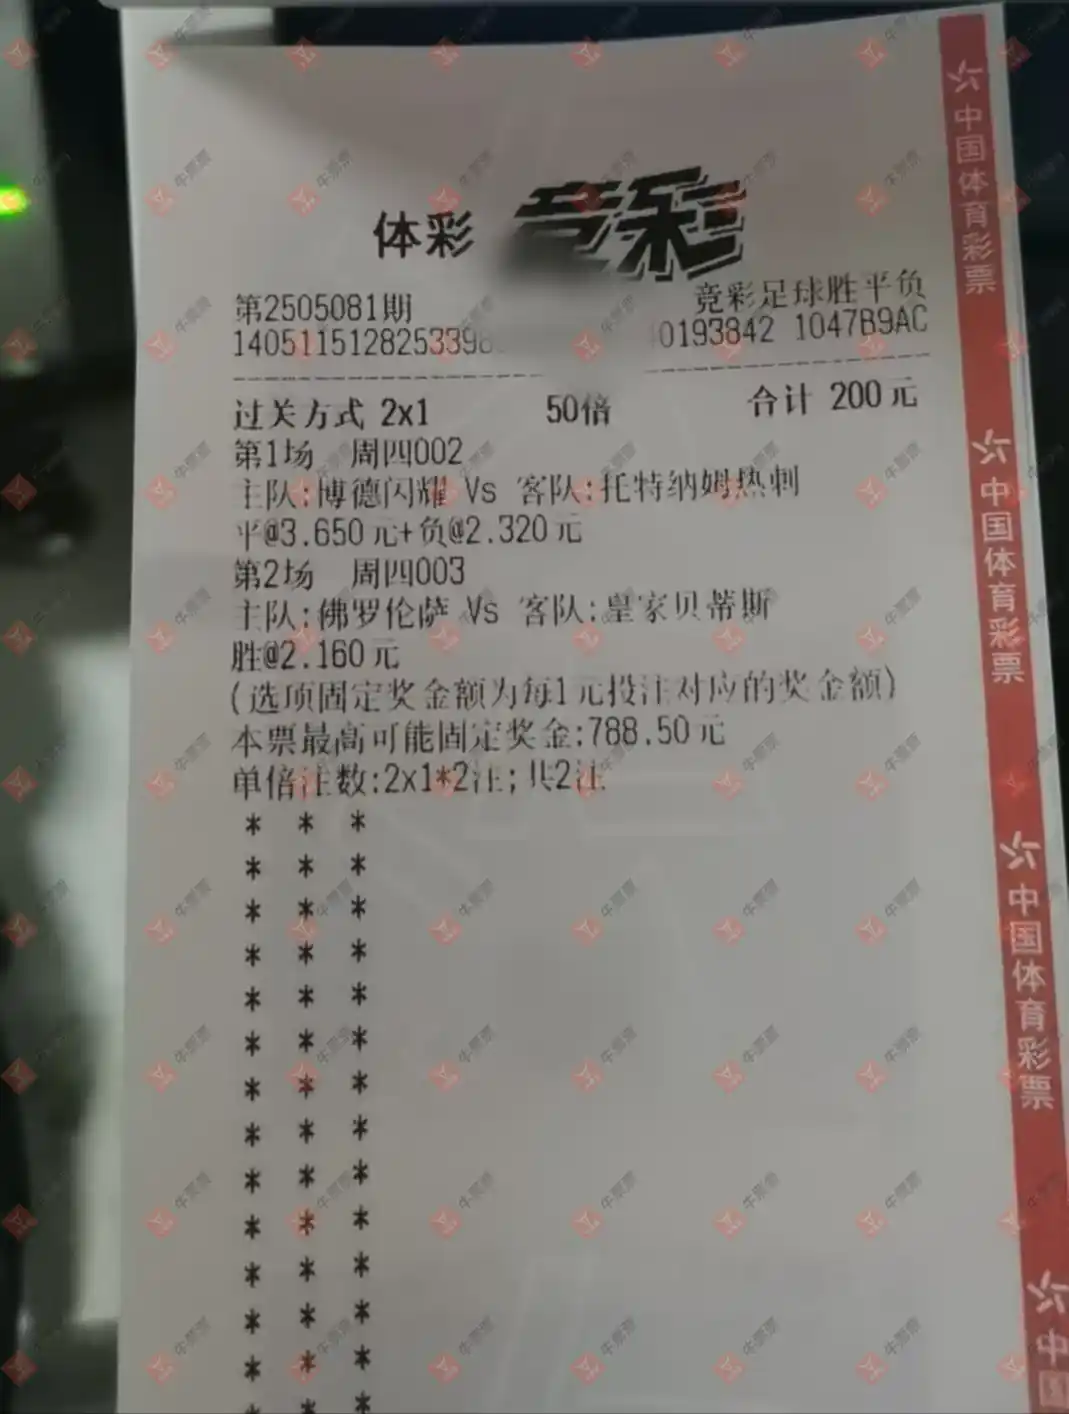 体彩 竞彩
第2505081期 竞彩足球胜平负
140511512825339 0193842 1047B9AC
过关方式 2x1 50倍 合计 200元
第1场 周四002
主队:博德闪耀 Vs 客队:托特纳姆热刺
平@3.650元+负@2.320元
第2场 周四003
主队:佛罗伦萨 Vs 客队:皇家贝蒂斯
胜@2.160元
(选项固定奖金额为每1元投注对应的奖金额)
本票最高可能固定奖金:788.50元
单倍注数:2x1*2注;共2注
* * *
* * *
* * *
* * *
* * *
* * *
* * *
* * *
* * *
* * *
* * *
* * *
* * *
* * *
中国体育彩票
中国体育彩票
中国体育彩票
中国
牛票票